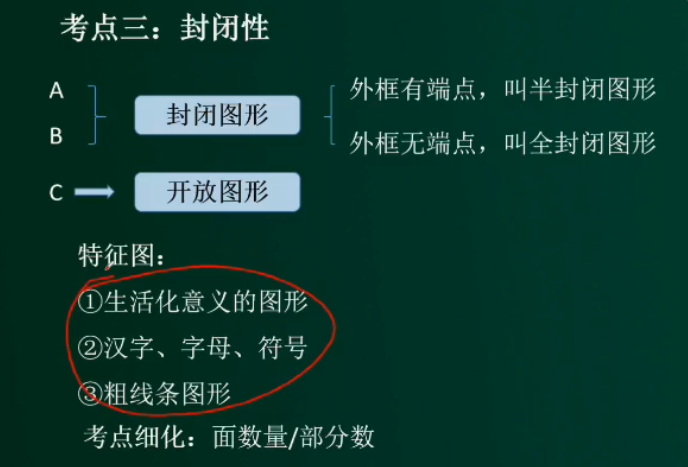 考点三：封闭性
A
B
封闭图形
外框有端点，叫半封闭图形
外框无端点，叫全封闭图形
C
开放图形
特征图：
①生活化意义的图形
②汉字、字母、符号
③粗线条图形
考点细化：面数量/部分数